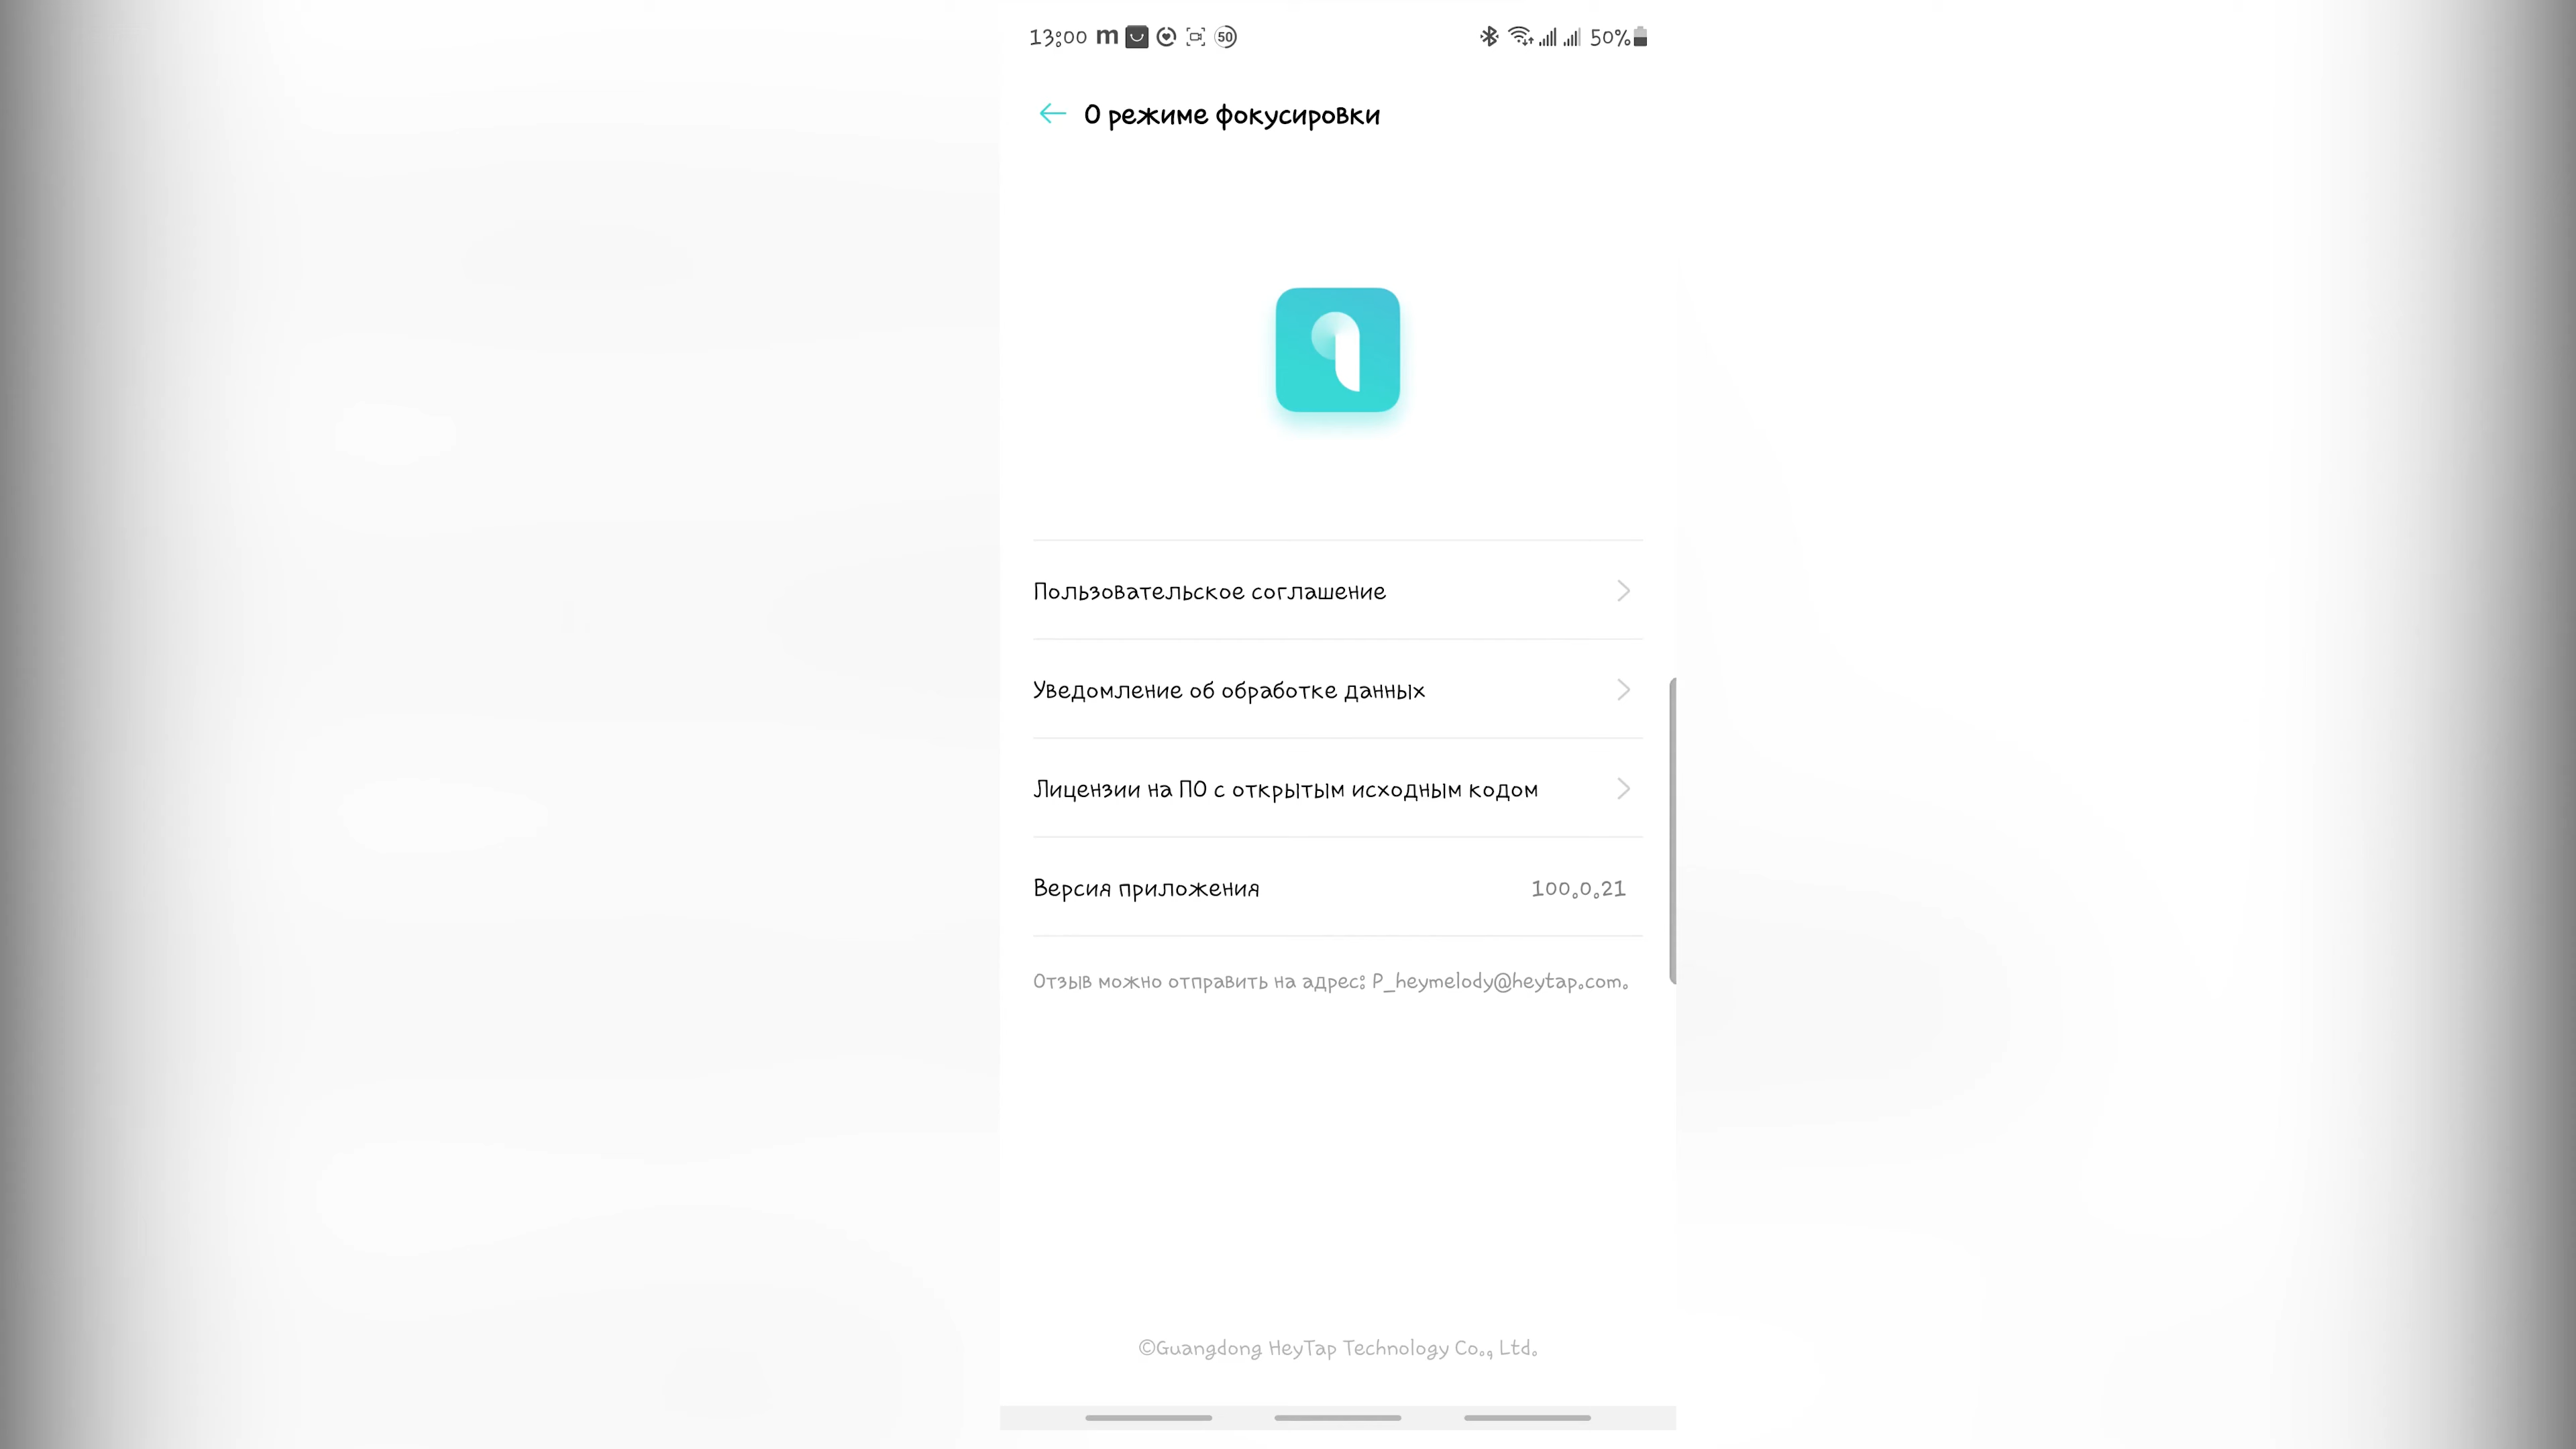 13:00 m 50 50%
О режиме фокусировки
Пользовательское соглашение
Уведомление об обработке данных
Лицензии на ПО с открытым исходным кодом
Версия приложения 100.0.21
Отзыв можно отправить на адрес: P_heymelody@heytap.com.
©Guangdong HeyTap Technology Co., Ltd.